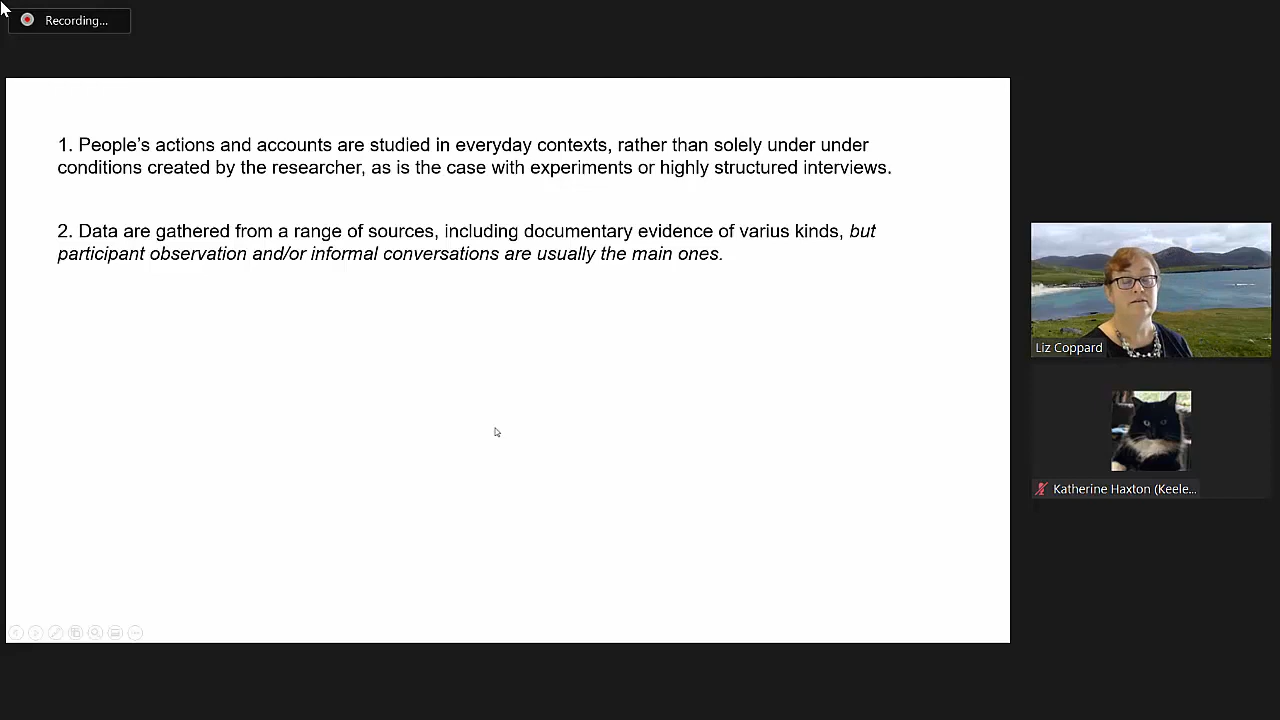 Recording...
1. People's actions and accounts are studied in everyday contexts, rather than solely under under
conditions created by the researcher, as is the case with experiments or highly structured interviews.
2. Data are gathered from a range of sources, including documentary evidence of varius kinds, but
participant observation and/or informal conversations are usually the main ones.
Liz Coppard
Katherine Haxton (Keele...